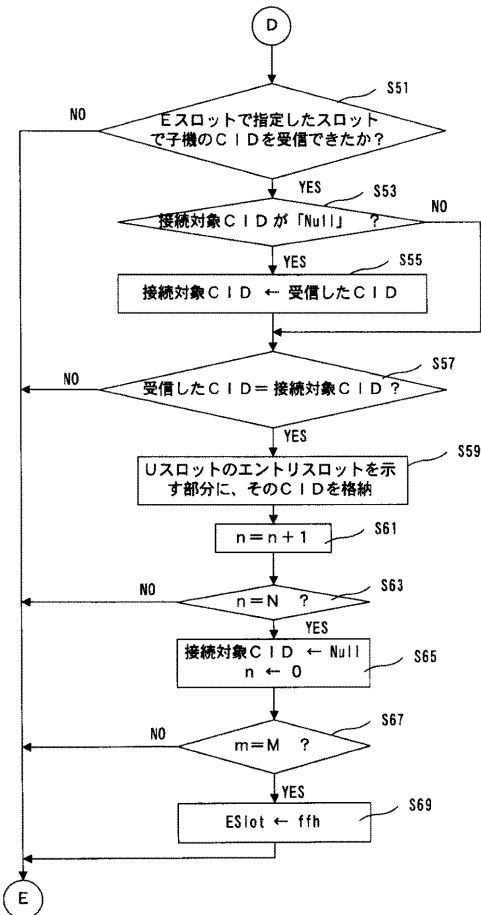 D
S51
NO
Eスロットで指定したスロット
で子機のCIDを受信できたか?
YES
S53
接続対象CIDが「Null」 ?
NO
YES
S55
接続対象CID ← 受信したCID
S57
NO
受信したCID=接続対象CID?
YES
S59
Uスロットのエントリスロットを示
す部分に、そのCIDを格納
S61
n=n+1
S63
NO
n=N ?
YES
接続対象CID ← Null
n ← 0
S65
S67
NO
m=M ?
YES
S69
ESlot ← ffh
E